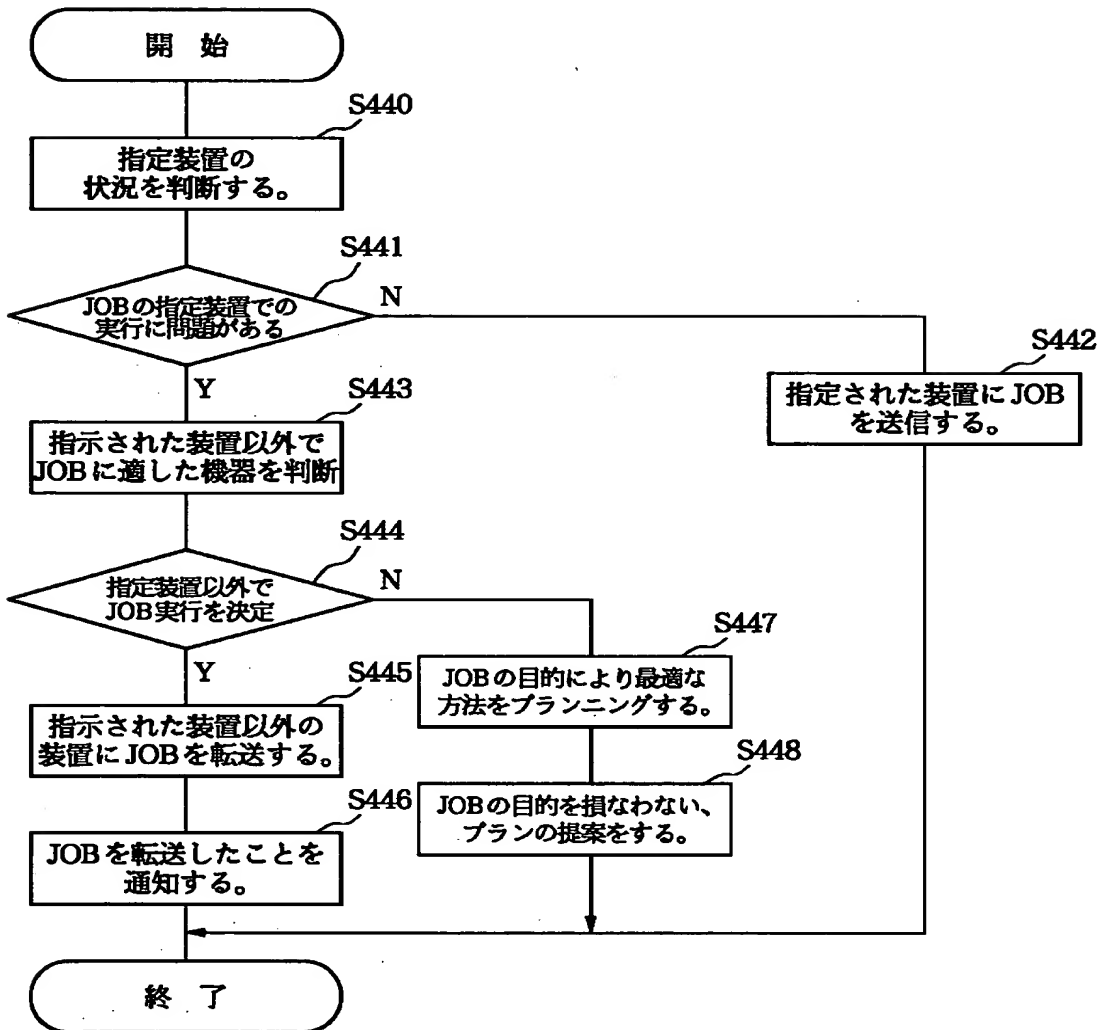 開 始
S440
指定装置の
状況を判断する。
S441
JOBの指定装置での
実行に問題がある
N
Y
S442
指定された装置にJOB
を送信する。
S443
指示された装置以外で
JOBに適した機器を判断
S444
指定装置以外で
JOB実行を決定
N
Y
S445
指示された装置以外の
装置にJOBを転送する。
S446
JOBを転送したことを
通知する。
S447
JOBの目的により最適な
方法をプランニングする。
S448
JOBの目的を損なわない、
プランの提案をする。
終 了